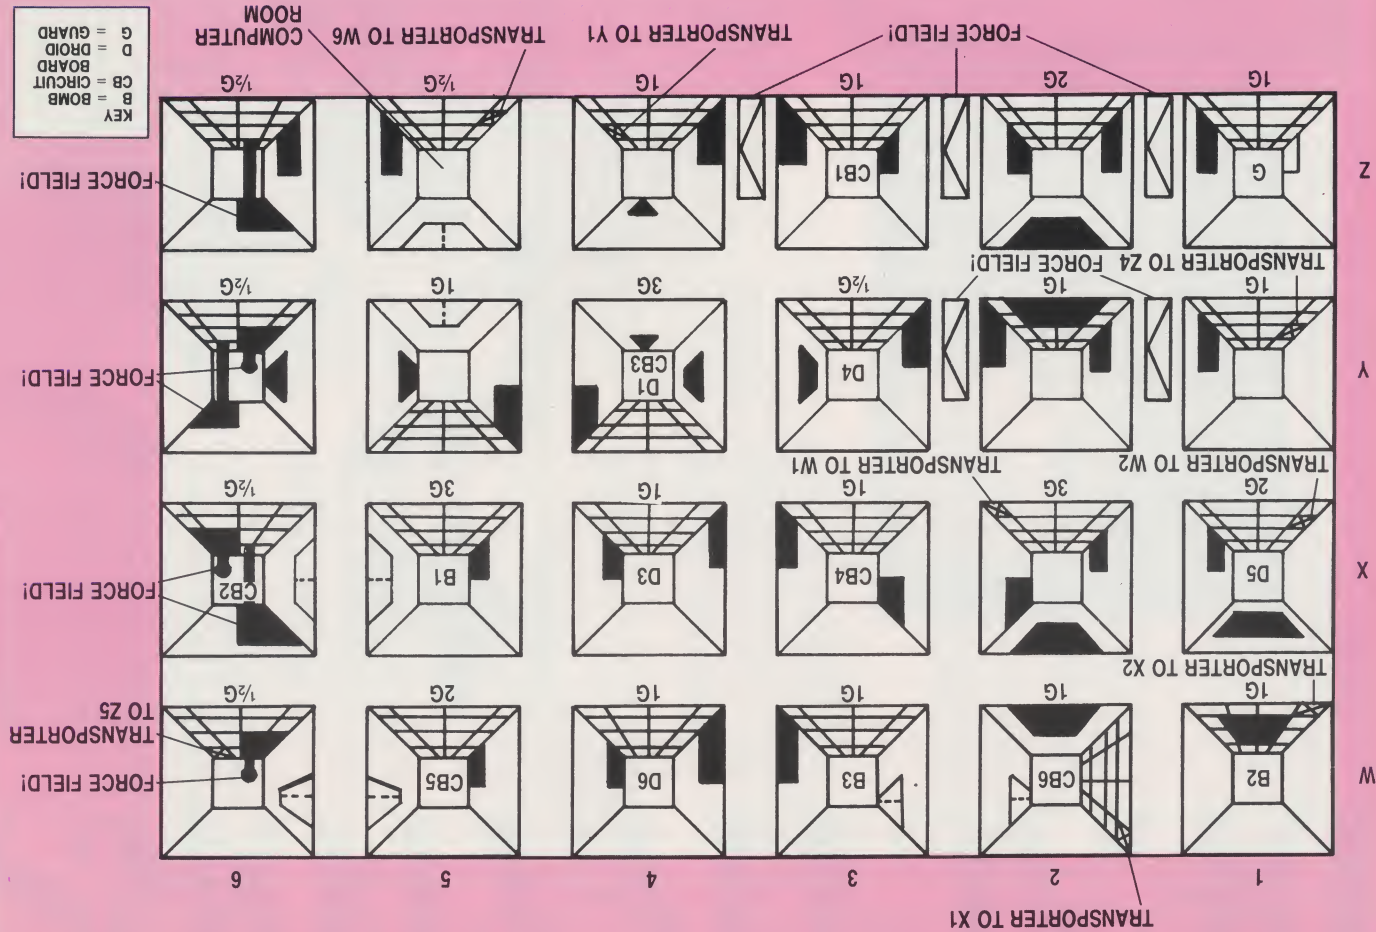 TRANSPORTER TO X1
1 2 3 4 5 6
W B2 CB6 B3 D6 CB5 FORCE FIELD!
TRANSPORTER
TO Z5
1G 1G 1G 1G 2G ½G
TRANSPORTER TO X2
X D5 CB4 D3 B1 CB2 FORCE FIELD!
2G 3G 1G 1G 3G ½G
TRANSPORTER TO W2 TRANSPORTER TO W1
Y D4 D1 FORCE FIELD!
CB3
1G 1G ½G 3G 1G ½G
TRANSPORTER TO Z4 FORCE FIELD!
Z G CB1 FORCE FIELD!
1G 2G 1G 1G ½G ½G
FORCE FIELD! TRANSPORTER TO Y1 TRANSPORTER TO W6 COMPUTER
ROOM
KEY
B = BOMB
CB = CIRCUIT
BOARD
D = DROID
G = GUARD